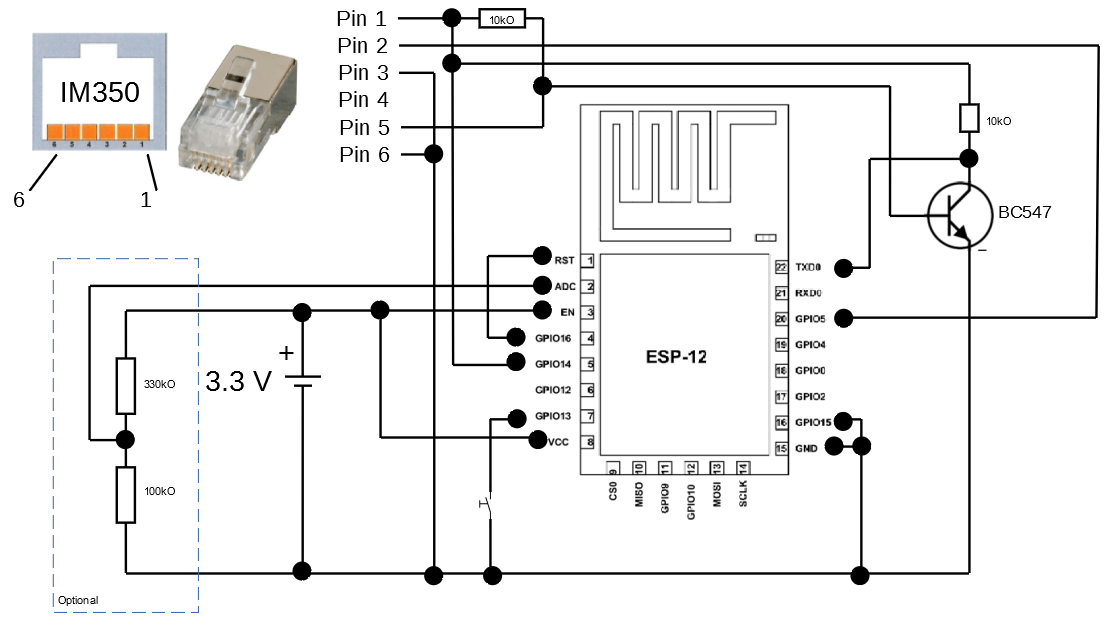 IM350
6 5 4 3 2 1
6
1
Pin 1
10kO
Pin 2
Pin 3
Pin 4
Pin 5
Pin 6
10kO
BC547
–
RST 1
ADC 2
EN 3
GPIO16 4
GPIO14 5
GPIO12 6
GPIO13 7
VCC 8
ESP-12
22 TXD0
21 RXD0
20 GPIO5
19 GPIO4
18 GPIO0
17 GPIO2
16 GPIO15
15 GND
9 10 11 12 13 14
CS0 MISO GPIO9 GPIO10 MOSI SCLK
+
3.3 V
330kO
100kO
Optional